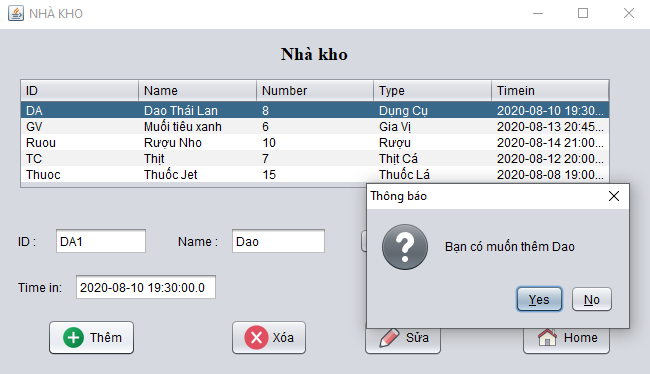 NHÀ KHO
Nhà kho
ID Name Number Type Timein
DA Dao Thái Lan 8 Dụng Cụ 2020-08-10 19:30...
GV Muối tiêu xanh 6 Gia Vị 2020-08-13 20:45...
Ruou Rượu Nho 10 Rượu 2020-08-14 21:00...
TC Thịt 7 Thịt Cá 2020-08-12 20:00...
Thuoc Thuốc Jet 15 Thuốc Lá 2020-08-08 19:00...
Thông báo
Bạn có muốn thêm Dao
Yes No
ID : DA1 Name : Dao
Time in: 2020-08-10 19:30:00.0
Thêm Xóa Sửa Home